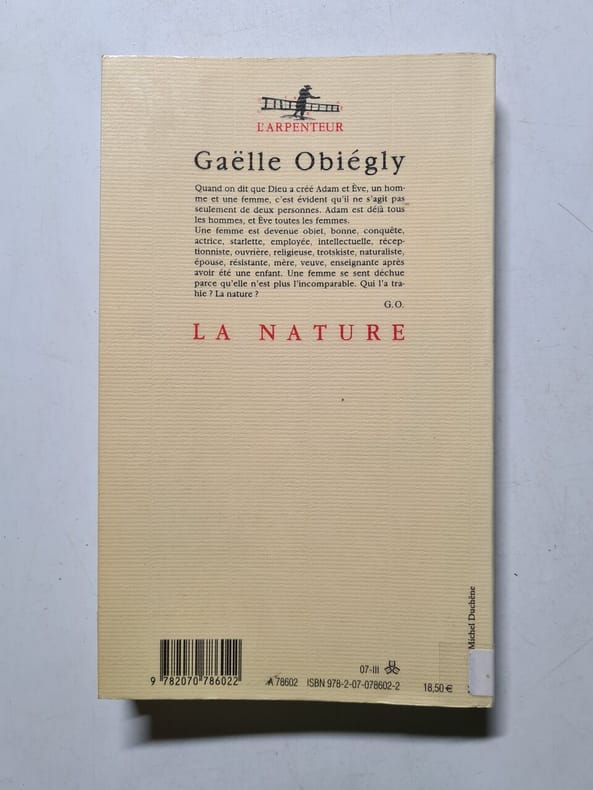 L'ARPENTEUR
Gaëlle Obiégly
Quand on dit que Dieu a créé Adam et Ève, un hom-
me et une femme, c'est évident qu'il ne s'agit pas
seulement de deux personnes. Adam est déjà tous
les hommes, et Ève toutes les femmes.
Une femme est devenue objet, bonne, conquête,
actrice, starlette, employée, intellectuelle, récep-
tionniste, ouvrière, religieuse, trotskiste, naturaliste,
épouse, résistante, mère, veuve, enseignante après
avoir été une enfant. Une femme se sent déchue
parce qu'elle n'est plus l'incomparable. Qui l'a tra-
hie ? La nature ?
G.O.
LA NATURE
Michel Duchêne
07-III
9 782070 786022
A 78602 ISBN 978-2-07-078602-2
18,50 €